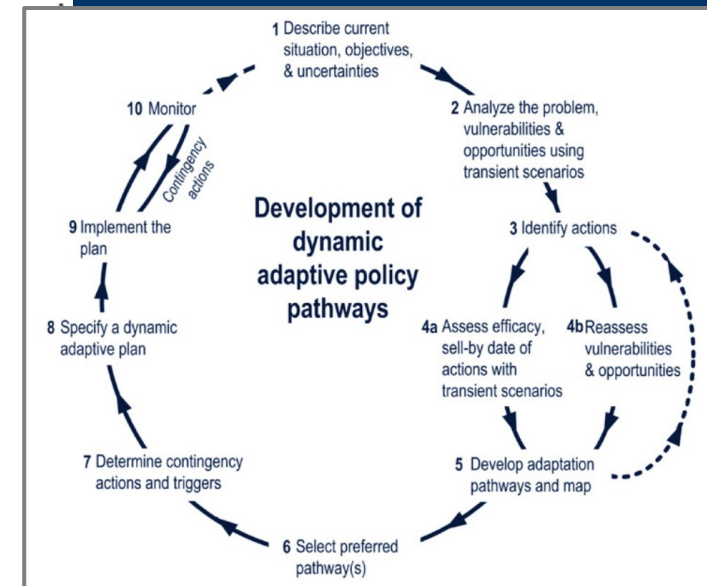 1 Describe current
situation, objectives,
& uncertainties
2 Analyze the problem,
vulnerabilities &
opportunities using
transient scenarios
3 Identify actions
4a Assess efficacy,
sell-by date of
actions with
transient scenarios
4b Reassess
vulnerabilities
& opportunities
5 Develop adaptation
pathways and map
6 Select preferred
pathway(s)
7 Determine contingency
actions and triggers
8 Specify a dynamic
adaptive plan
9 Implement the
plan
10 Monitor
Contingency
actions
Development of
dynamic
adaptive policy
pathways